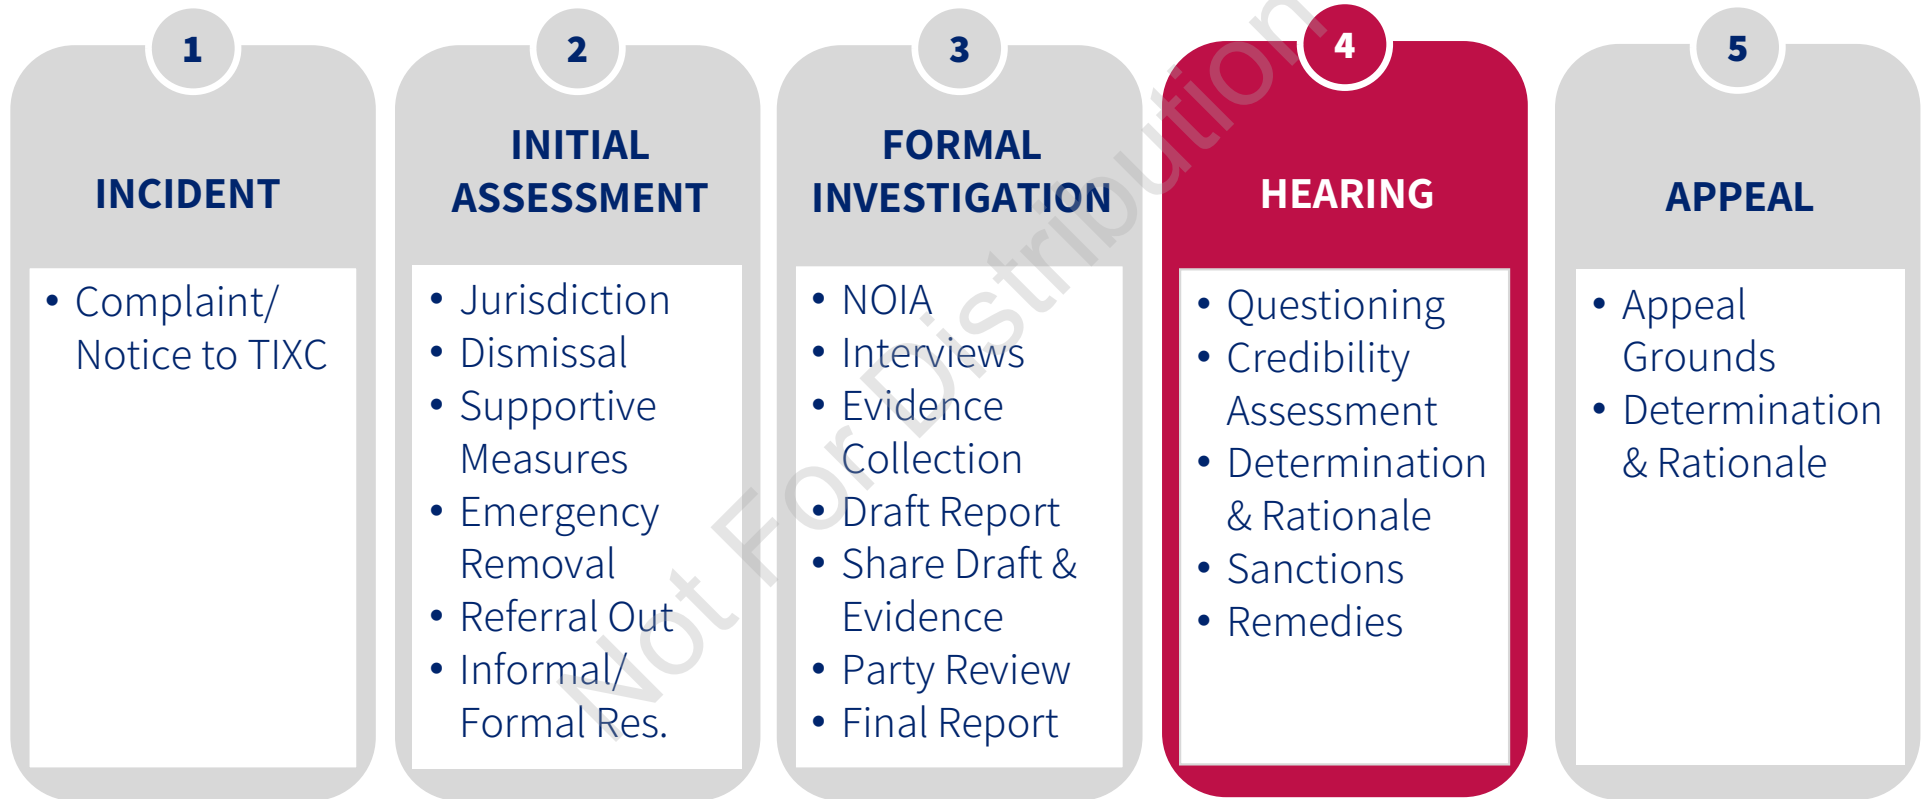 1
INCIDENT
• Complaint/
Notice to TIXC
2
INITIAL
ASSESSMENT
• Jurisdiction
• Dismissal
• Supportive
Measures
• Emergency
Removal
• Referral Out
• Informal/
Formal Res.
3
FORMAL
INVESTIGATION
• NOIA
• Interviews
• Evidence
Collection
• Draft Report
• Share Draft &
Evidence
• Party Review
• Final Report
4
HEARING
• Questioning
• Credibility
Assessment
• Determination
& Rationale
• Sanctions
• Remedies
5
APPEAL
• Appeal
Grounds
• Determination
& Rationale
Not For Distribution